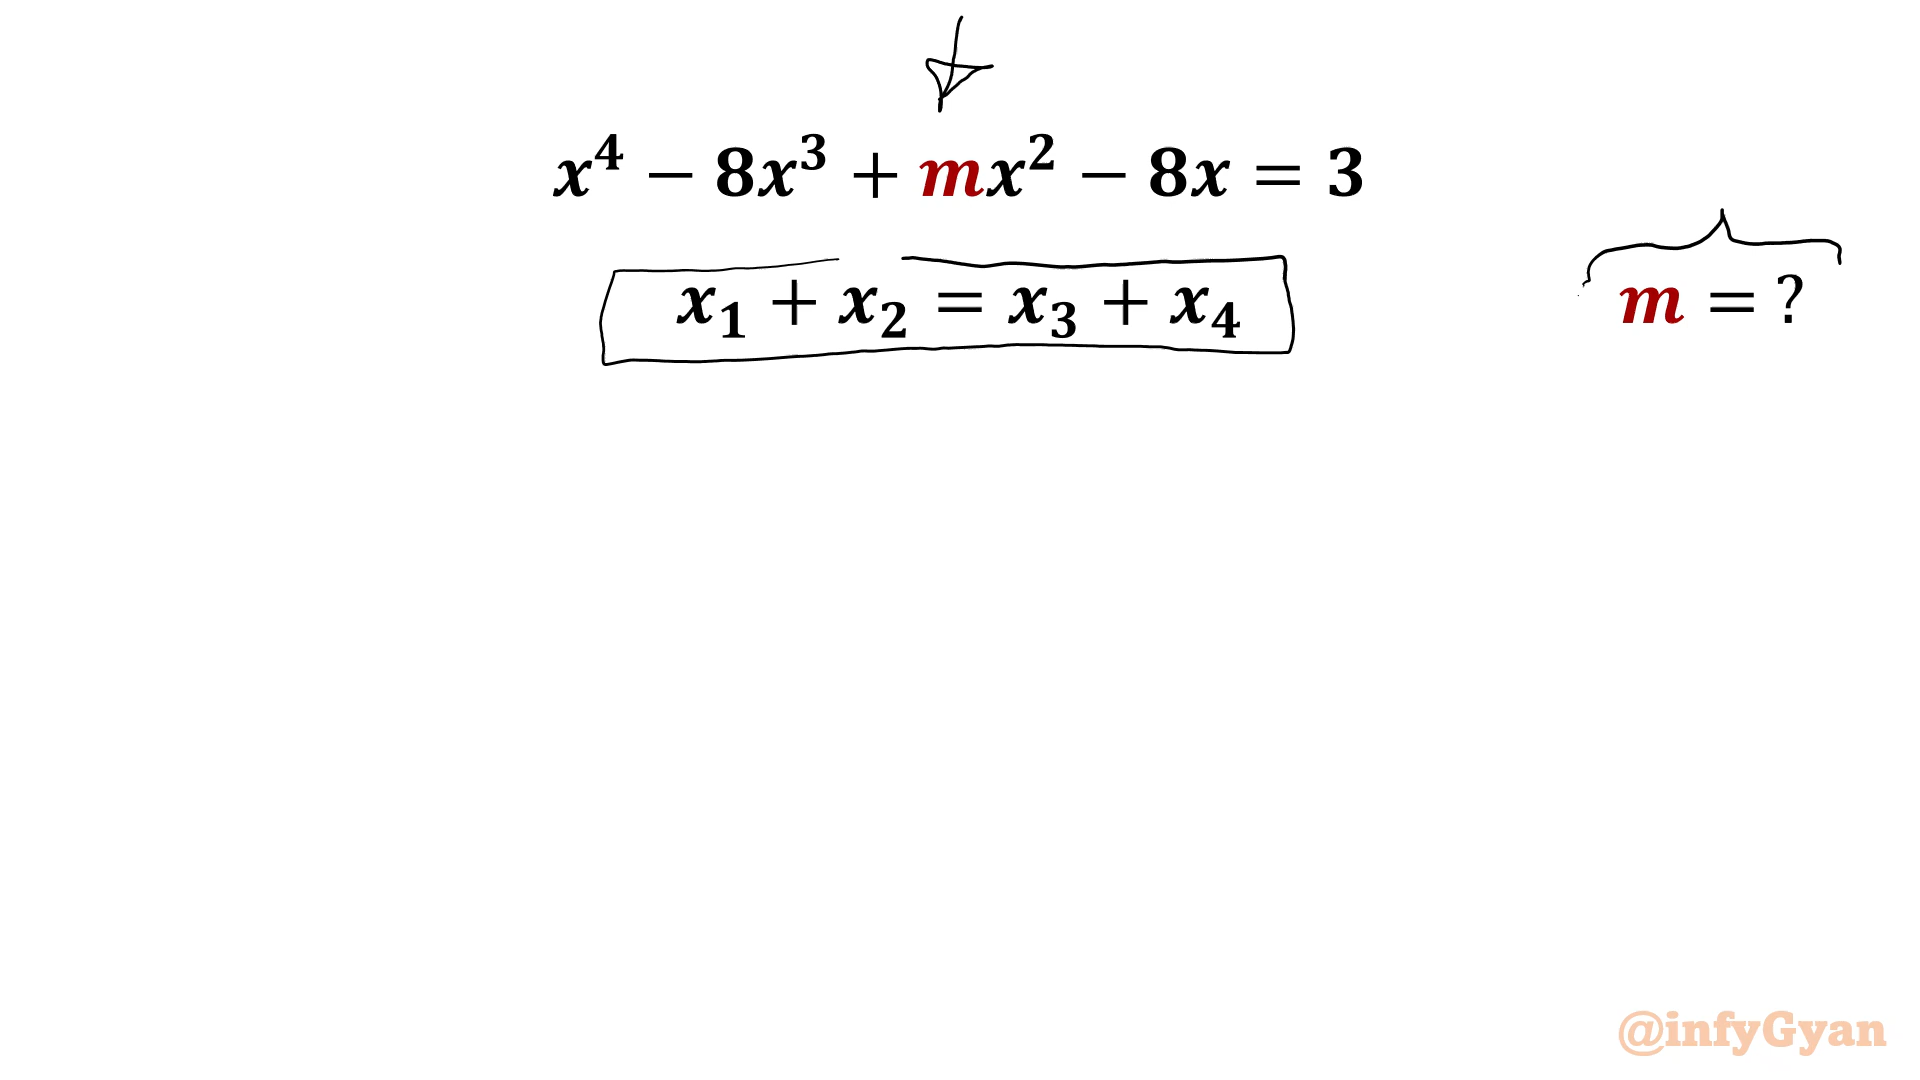 x⁴ − 8x³ + mx² − 8x = 3
x₁ + x₂ = x₃ + x₄
m = ?
@infyGyan